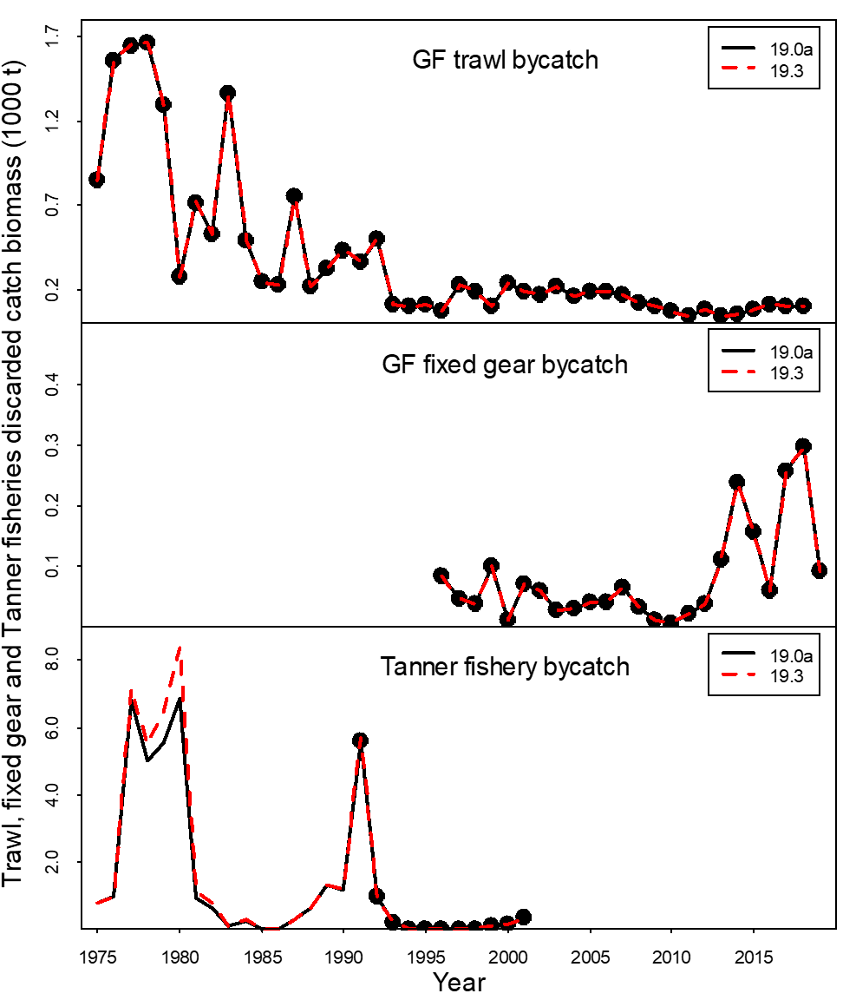 Trawl, fixed gear and Tanner fisheries discarded catch biomass (1000 t)
GF trawl bycatch
19.0a
19.3
1.7
1.2
0.7
0.2
GF fixed gear bycatch
19.0a
19.3
0.4
0.3
0.2
0.1
Tanner fishery bycatch
19.0a
19.3
8.0
6.0
4.0
2.0
1975 1980 1985 1990 1995 2000 2005 2010 2015
Year